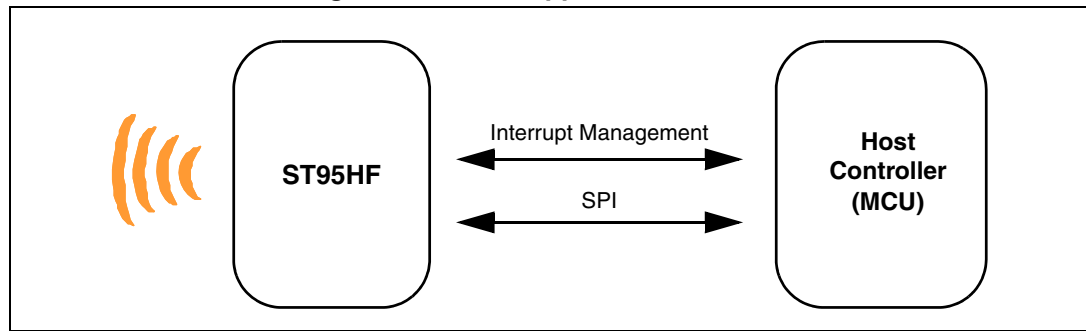 ST95HF
Interrupt Management
SPI
Host
Controller
(MCU)